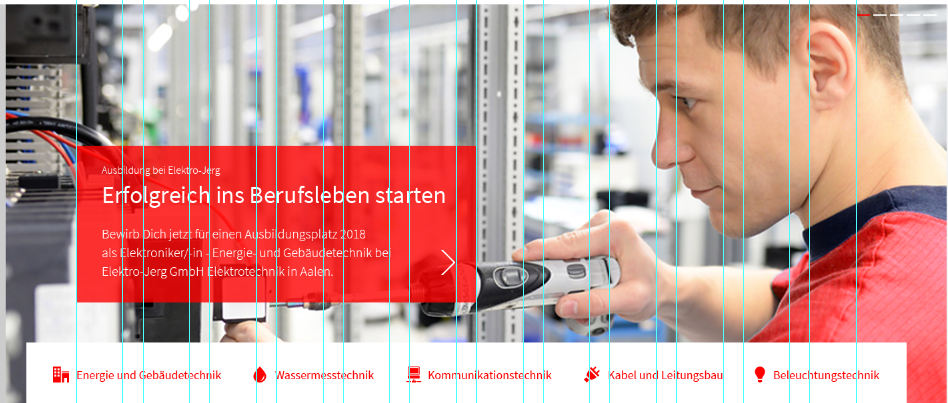 Ausbildung bei Elektro-Jerg
Erfolgreich ins Berufsleben starten
Bewirb Dich jetzt für einen Ausbildungsplatz 2018
als Elektroniker/-in - Energie- und Gebäudetechnik bei
Elektro-Jerg GmbH Elektrotechnik in Aalen.
Energie und Gebäudetechnik
Wassermesstechnik
Kommunikationstechnik
Kabel und Leitungsbau
Beleuchtungstechnik